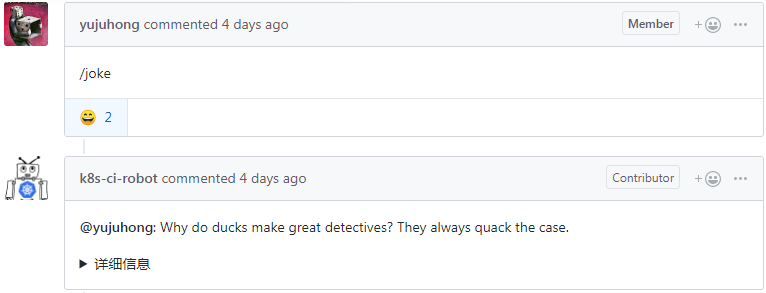 yujuhong commented 4 days ago Member
/joke
2
k8s-ci-robot commented 4 days ago Contributor
@yujuhong: Why do ducks make great detectives? They always quack the case.
详细信息